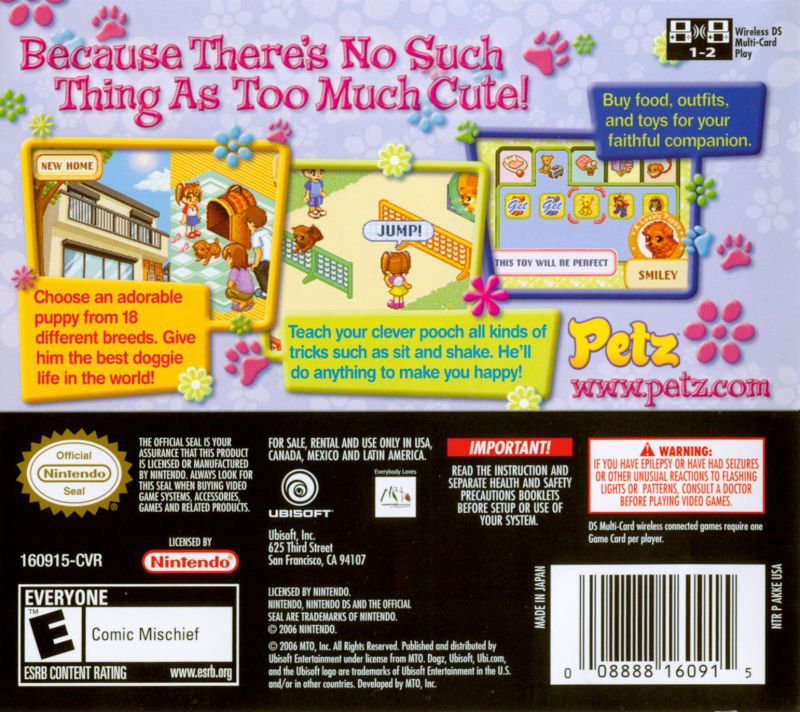 Because There's No Such
Thing As Too Much Cute!
1-2
Wireless DS
Multi-Card
Play
Buy food, outfits,
and toys for your
faithful companion.
NEW HOME
JUMP!
Get
Get
THIS TOY WILL BE PERFECT
SMILEY
Choose an adorable
puppy from 18
different breeds. Give
him the best doggie
life in the world!
Teach your clever pooch all kinds of
tricks such as sit and shake. He'll
do anything to make you happy!
Petz™
www.petz.com
Official
Nintendo
Seal
®
THE OFFICIAL SEAL IS YOUR
ASSURANCE THAT THIS PRODUCT
IS LICENSED OR MANUFACTURED
BY NINTENDO. ALWAYS LOOK FOR
THIS SEAL WHEN BUYING VIDEO
GAME SYSTEMS, ACCESSORIES,
GAMES AND RELATED PRODUCTS.
160915-CVR
LICENSED BY
Nintendo®
EVERYONE
E
TM
Comic Mischief
ESRB CONTENT RATING
www.esrb.org
FOR SALE, RENTAL AND USE ONLY IN USA,
CANADA, MEXICO AND LATIN AMERICA.
UBISOFT™
Everybody Loves
Ubisoft, Inc.
625 Third Street
San Francisco, CA 94107
LICENSED BY NINTENDO.
NINTENDO, NINTENDO DS AND THE OFFICIAL
SEAL ARE TRADEMARKS OF NINTENDO.
© 2006 NINTENDO.
© 2006 MTO, Inc. All Rights Reserved. Published and distributed by
Ubisoft Entertainment under license from MTO. Dogz, Ubisoft, Ubi.com,
and the Ubisoft logo are trademarks of Ubisoft Entertainment in the U.S.
and/or in other countries. Developed by MTO, Inc.
IMPORTANT!
READ THE INSTRUCTION AND
SEPARATE HEALTH AND SAFETY
PRECAUTIONS BOOKLETS
BEFORE SETUP OR USE OF
YOUR SYSTEM.
WARNING:
IF YOU HAVE EPILEPSY OR HAVE HAD SEIZURES
OR OTHER UNUSUAL REACTIONS TO FLASHING
LIGHTS OR PATTERNS, CONSULT A DOCTOR
BEFORE PLAYING VIDEO GAMES.
DS Multi-Card wireless connected games require one
Game Card per player.
MADE IN JAPAN
0 08888 16091 5
NTR P AKKE USA